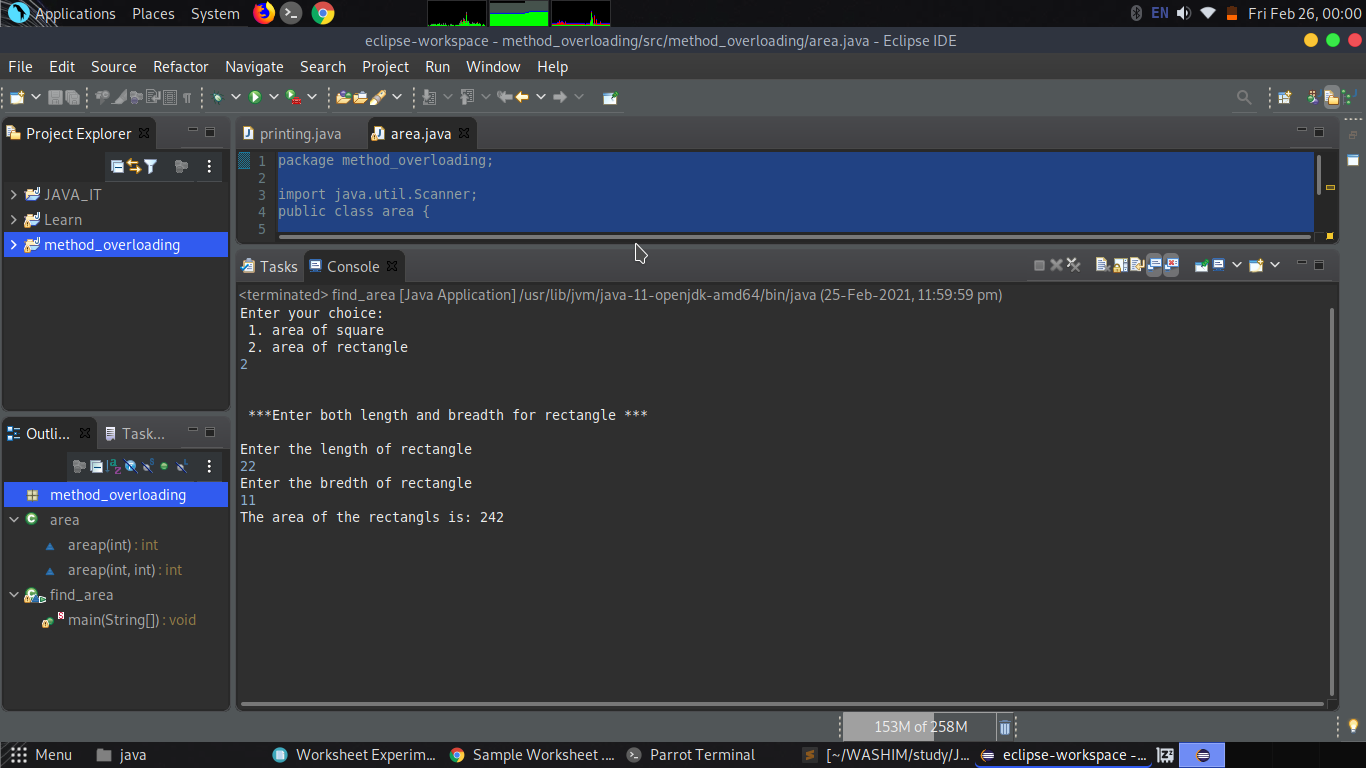 Applications Places System EN Fri Feb 26, 00:00
eclipse-workspace - method_overloading/src/method_overloading/area.java - Eclipse IDE
File Edit Source Refactor Navigate Search Project Run Window Help
Project Explorer
JAVA_IT
Learn
method_overloading
printing.java area.java
1 package method_overloading;
2
3 import java.util.Scanner;
4 public class area {
5
Outli... Task...
method_overloading
area
areap(int) : int
areap(int, int) : int
find_area
main(String[]) : void
Tasks Console
<terminated> find_area [Java Application] /usr/lib/jvm/java-11-openjdk-amd64/bin/java (25-Feb-2021, 11:59:59 pm)
Enter your choice:
1. area of square
2. area of rectangle
2
***Enter both length and breadth for rectangle ***
Enter the length of rectangle
22
Enter the bredth of rectangle
11
The area of the rectangls is: 242
153M of 258M
Menu java Worksheet Experim... Sample Worksheet .... Parrot Terminal [~/WASHIM/study/J... eclipse-workspace -...